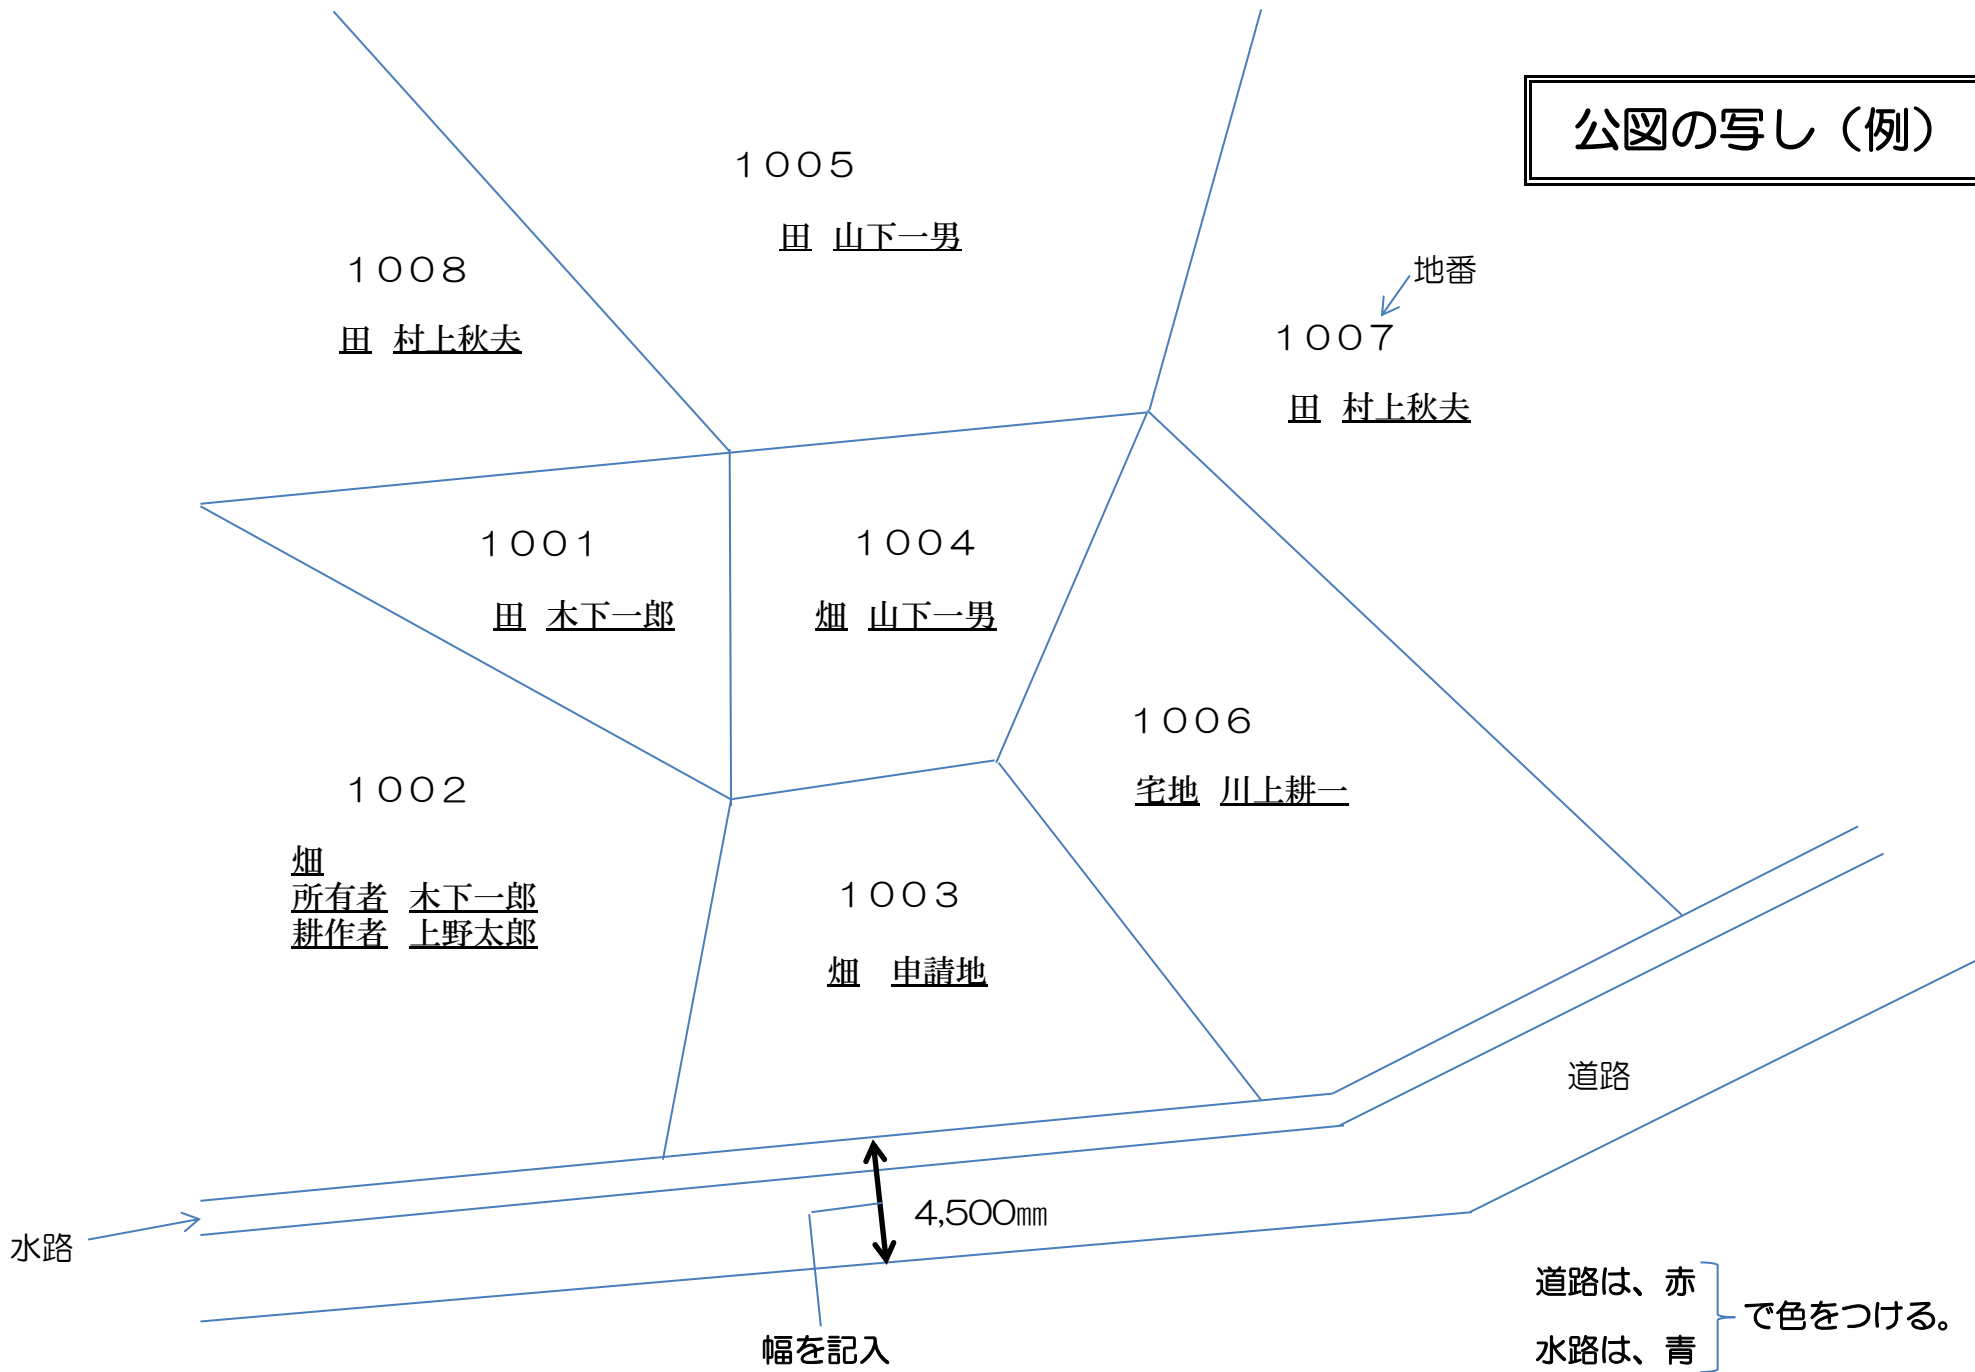 公図の写し（例）
１００５
田 山下一男
１００８
田 村上秋夫
地番
１００７
田 村上秋夫
１００１
田 木下一郎
１００４
畑 山下一男
１００６
宅地 川上耕一
１００２
畑
所有者 木下一郎
耕作者 上野太郎
１００３
畑 申請地
道路
4,500㎜
水路
幅を記入
道路は、赤
水路は、青
で色をつける。